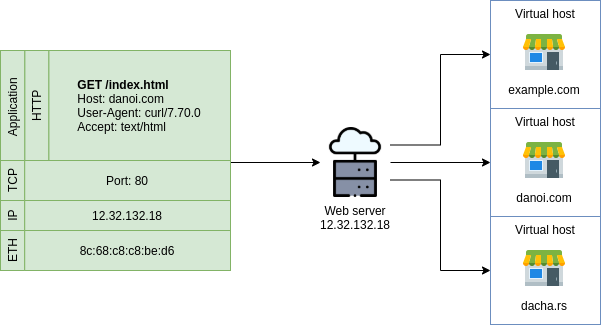 Application
HTTP
GET /index.html
Host: danoi.com
User-Agent: curl/7.70.0
Accept: text/html
TCP
Port: 80
IP
12.32.132.18
ETH
8c:68:c8:c8:be:d6
Web server
12.32.132.18
Virtual host
example.com
Virtual host
danoi.com
Virtual host
dacha.rs